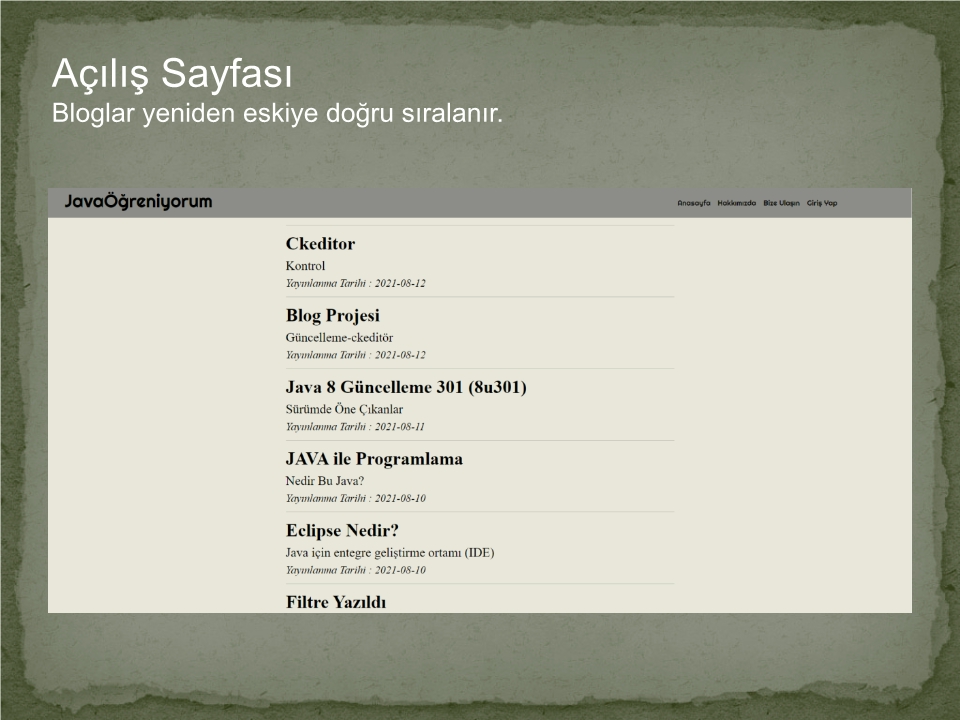 Açılış Sayfası
Bloglar yeniden eskiye doğru sıralanır.
JavaÖğreniyorum
Anasayfa Hakkımızda Bize Ulaşın Giriş Yap
Ckeditor
Kontrol
Yayınlanma Tarihi : 2021-08-12
Blog Projesi
Güncelleme-ckeditör
Yayınlanma Tarihi : 2021-08-12
Java 8 Güncelleme 301 (8u301)
Sürümde Öne Çıkanlar
Yayınlanma Tarihi : 2021-08-11
JAVA ile Programlama
Nedir Bu Java?
Yayınlanma Tarihi : 2021-08-10
Eclipse Nedir?
Java için entegre geliştirme ortamı (IDE)
Yayınlanma Tarihi : 2021-08-10
Filtre Yazıldı